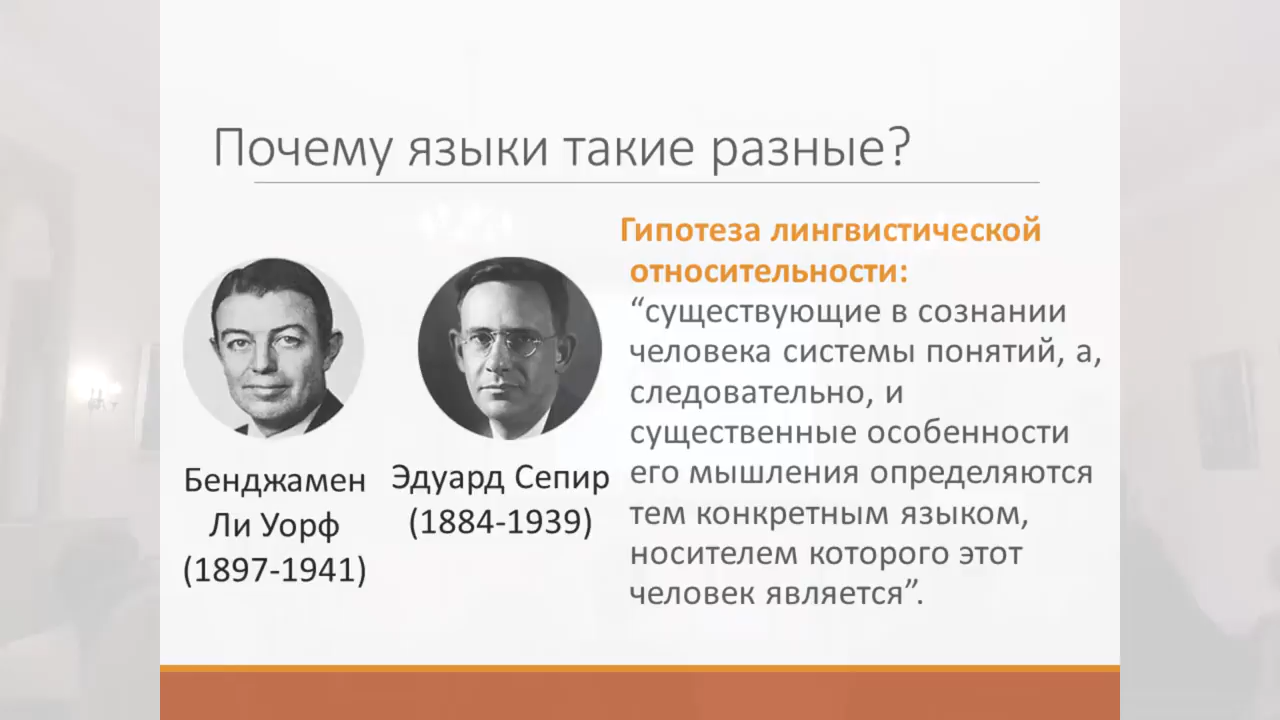 Почему языки такие разные?
Бенджамен
Ли Уорф
(1897-1941)
Эдуард Сепир
(1884-1939)
Гипотеза лингвистической
относительности:
“существующие в сознании
человека системы понятий, а,
следовательно, и
существенные особенности
его мышления определяются
тем конкретным языком,
носителем которого этот
человек является”.